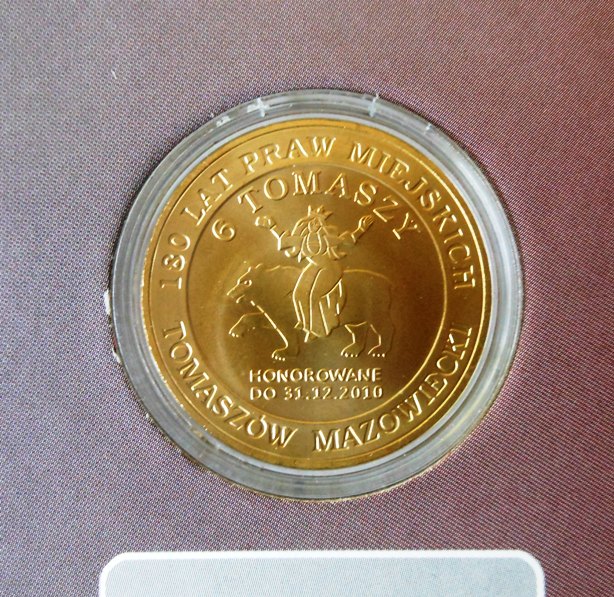 180 LAT PRAW MIEJSKICH
6 TOMASZY
HONOROWANE
DO 31.12.2010
TOMASZÓW MAZOWIECKI